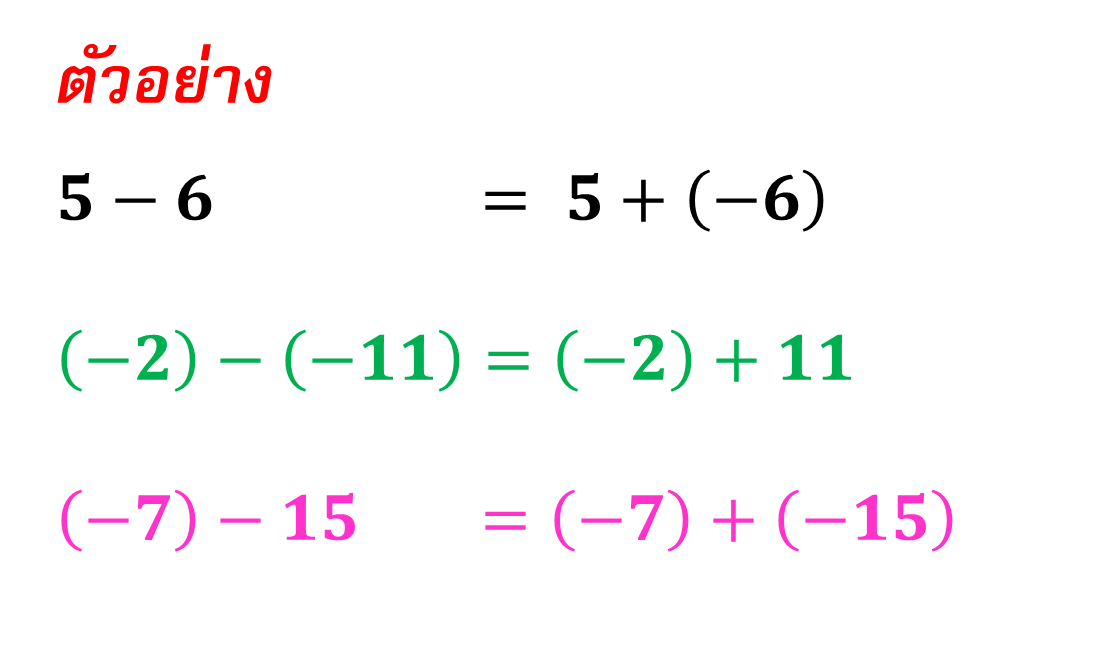 ตัวอย่าง
5 − 6 = 5 + (−6)
(−2) − (−11) = (−2) + 11
(−7) − 15 = (−7) + (−15)